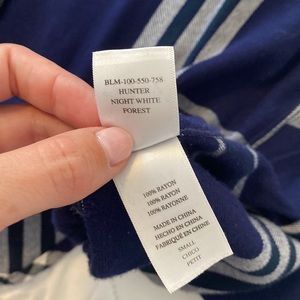 BLM-100-550-758
HUNTER
NIGHT WHITE
FOREST
100% RAYON
100% RAYON
100% RAYONNE
MADE IN CHINA
HECHO EN CHINA
FABRIQUÉ EN CHINE
SMALL
CHICO
PETIT